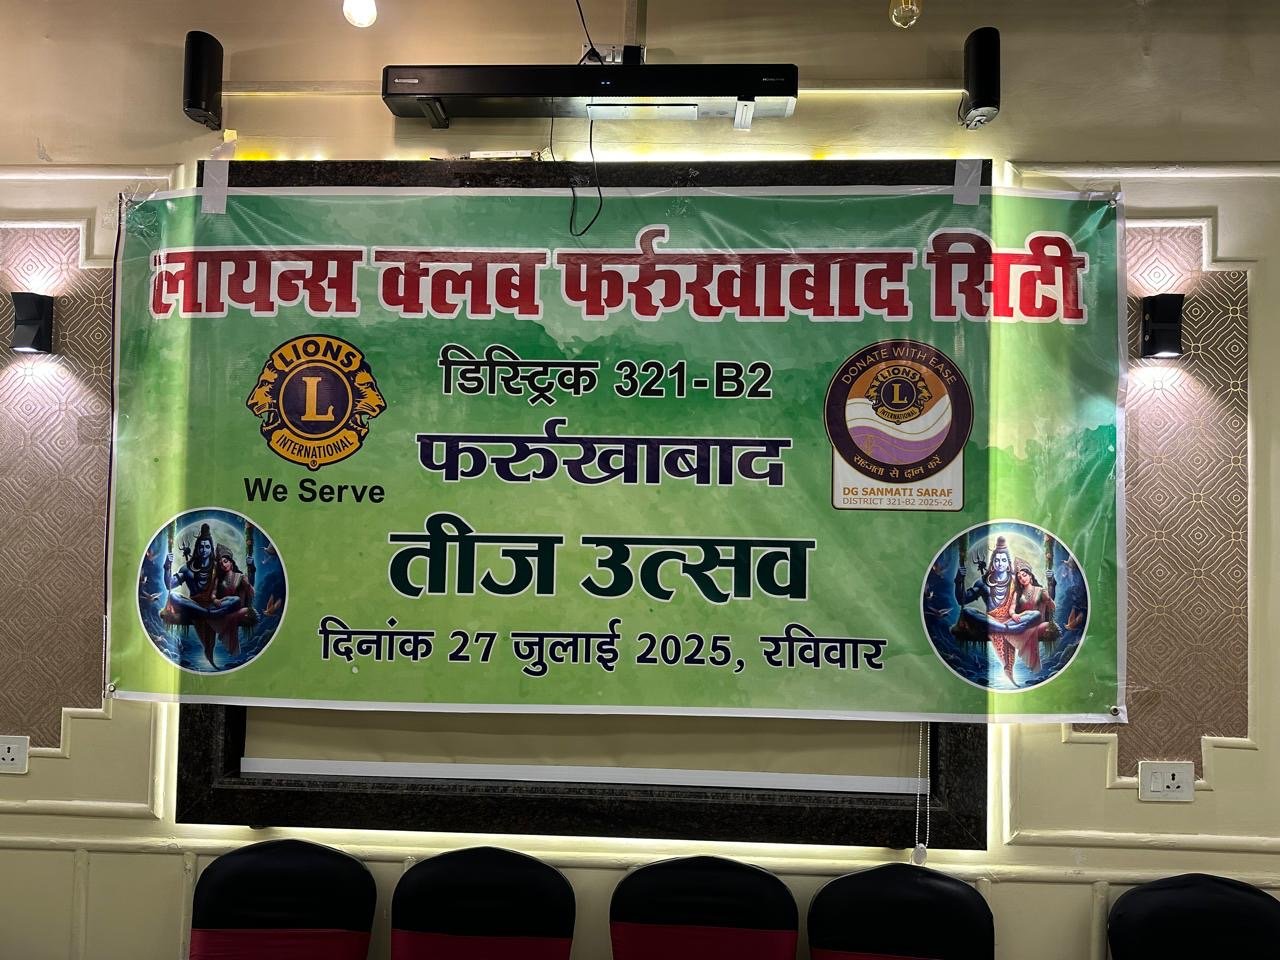 लायन्स क्लब फर्रुखाबाद सिटी
डिस्ट्रिक 321-B2
फर्रुखाबाद
LIONS
L
INTERNATIONAL
We Serve
DONATE WITH EASE
LIONS
L
INTERNATIONAL
सहजता से दान करें
DG SANMATI SARAF
DISTRICT 321-B2 2025-26
तीज उत्सव
दिनांक 27 जुलाई 2025, रविवार